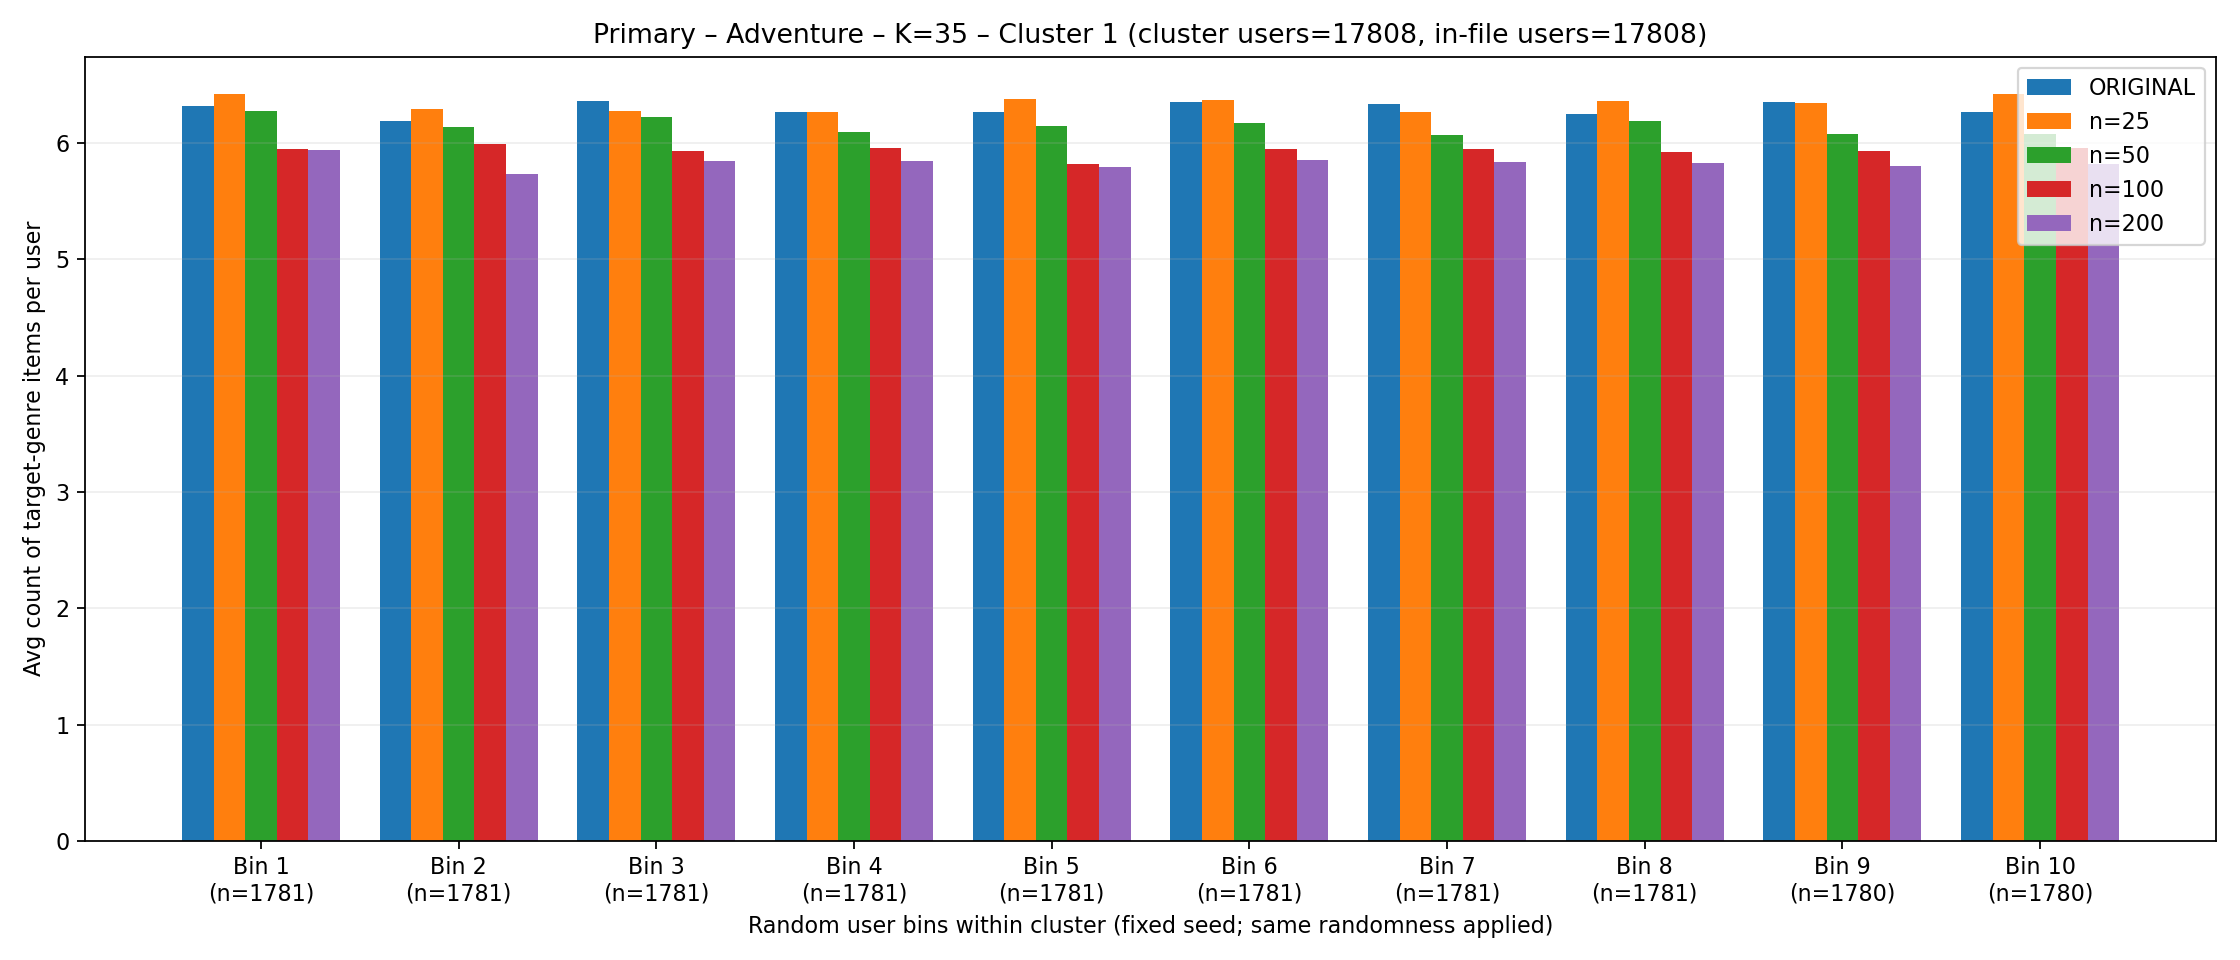 Primary – Adventure – K=35 – Cluster 1 (cluster users=17808, in-file users=17808)
ORIGINAL
n=25
n=50
n=100
n=200
Avg count of target-genre items per user
6
5
4
3
2
1
0
Bin 1
(n=1781)
Bin 2
(n=1781)
Bin 3
(n=1781)
Bin 4
(n=1781)
Bin 5
(n=1781)
Bin 6
(n=1781)
Bin 7
(n=1781)
Bin 8
(n=1781)
Bin 9
(n=1780)
Bin 10
(n=1780)
Random user bins within cluster (fixed seed; same randomness applied)